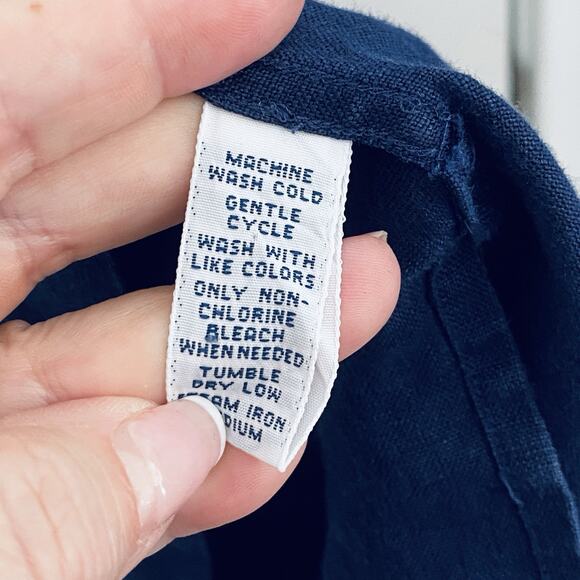 MACHINE
WASH COLD
GENTLE
CYCLE
WASH WITH
LIKE COLORS
ONLY NON-
CHLORINE
BLEACH
WHEN NEEDED
TUMBLE
DRY LOW
IRON